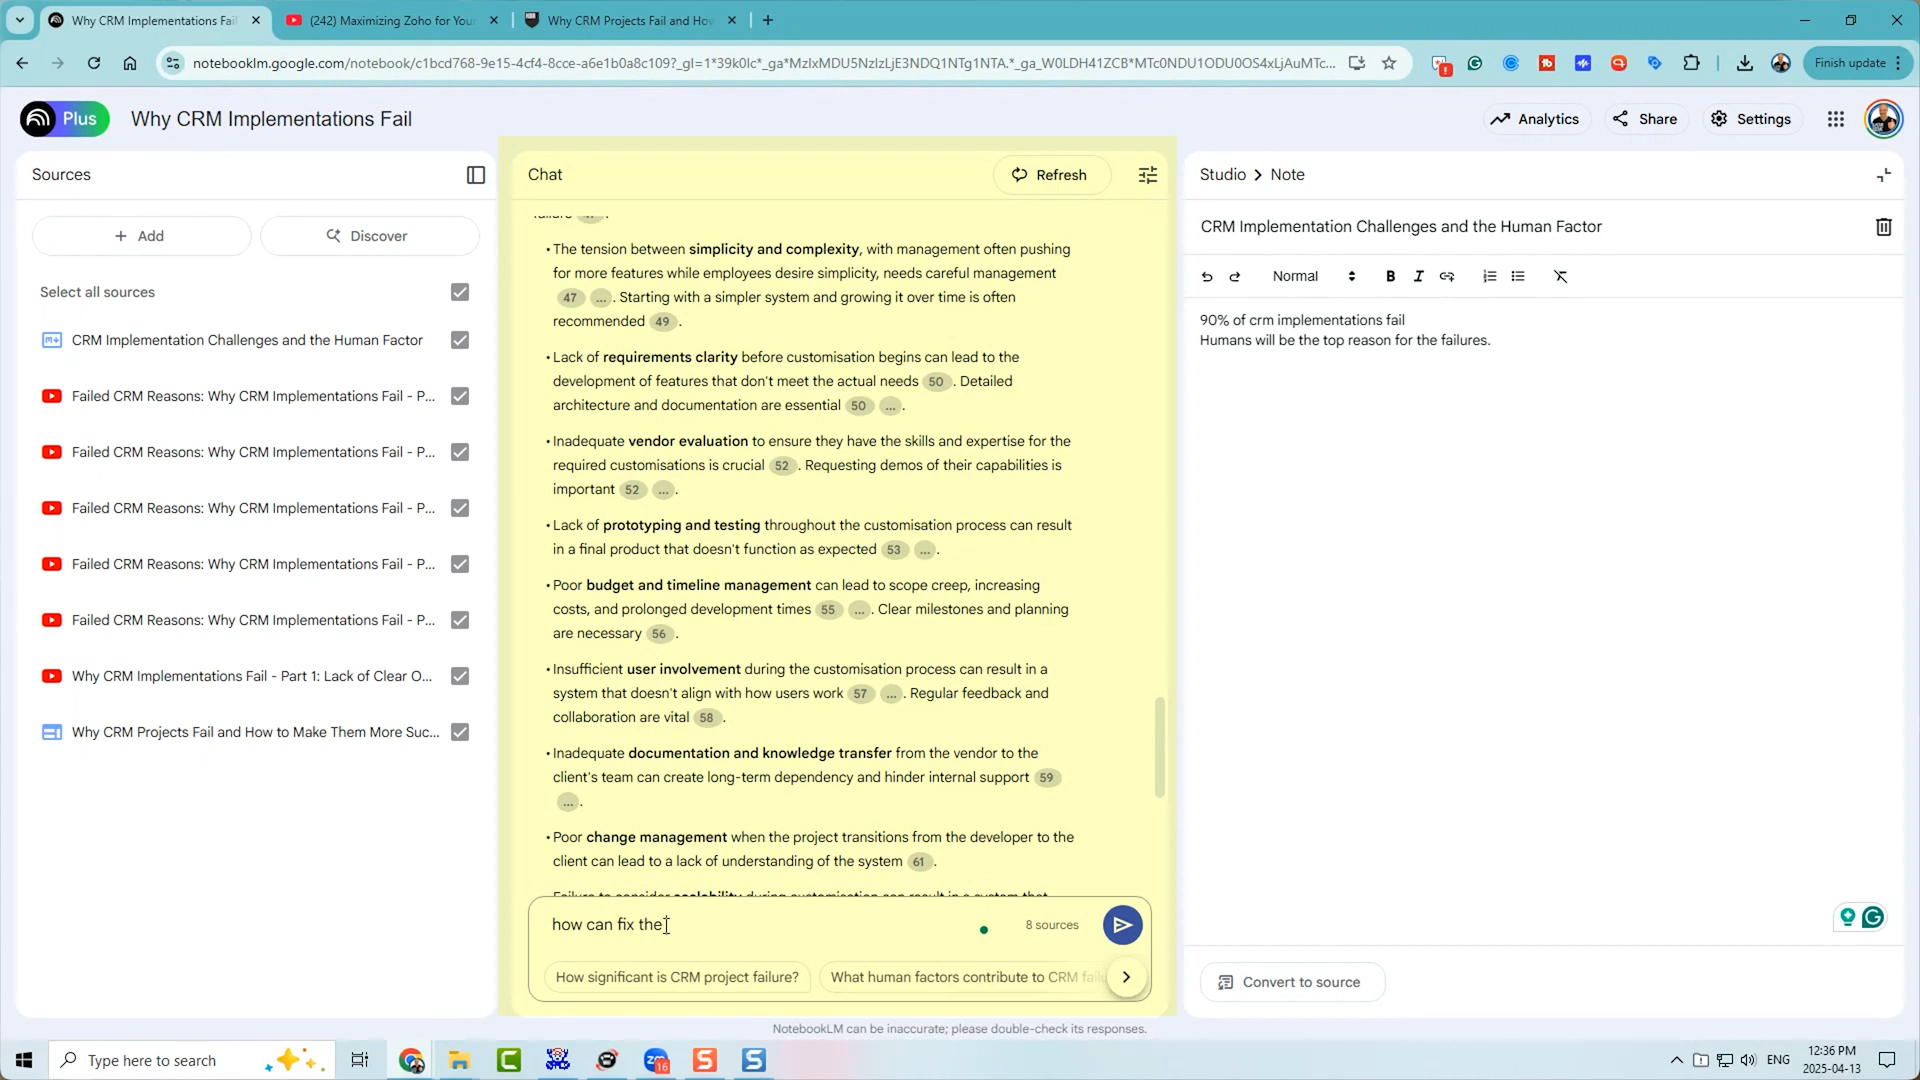 Why CRM Implementations Fail
(242) Maximizing Zoho for Your
Why CRM Projects Fail and How
notebooklm.google.com/notebook/c1bcd768-9e15-4cf4-8cce-a6e1b0a8c109?_gl=1*39k0lc*_ga*MzIxMDU5NzIzLjE3NDQ1NTg1NTA.*_ga_W0LDH41ZCB*MTc0NDU1ODU0OS4xLjAuMTc...
Finish update
Plus
Why CRM Implementations Fail
Analytics
Share
Settings
Sources
Add
Discover
Select all sources
CRM Implementation Challenges and the Human Factor
Failed CRM Reasons: Why CRM Implementations Fail - P...
Failed CRM Reasons: Why CRM Implementations Fail - P...
Failed CRM Reasons: Why CRM Implementations Fail - P...
Failed CRM Reasons: Why CRM Implementations Fail - P...
Failed CRM Reasons: Why CRM Implementations Fail - P...
Why CRM Implementations Fail - Part 1: Lack of Clear O...
Why CRM Projects Fail and How to Make Them More Suc...
Chat
Refresh
• The tension between simplicity and complexity, with management often pushing
for more features while employees desire simplicity, needs careful management
47 ... . Starting with a simpler system and growing it over time is often
recommended 49 .
• Lack of requirements clarity before customisation begins can lead to the
development of features that don't meet the actual needs 50 . Detailed
architecture and documentation are essential 50 ... .
• Inadequate vendor evaluation to ensure they have the skills and expertise for the
required customisations is crucial 52 . Requesting demos of their capabilities is
important 52 ... .
• Lack of prototyping and testing throughout the customisation process can result
in a final product that doesn't function as expected 53 ... .
• Poor budget and timeline management can lead to scope creep, increasing
costs, and prolonged development times 55 ... . Clear milestones and planning
are necessary 56 .
• Insufficient user involvement during the customisation process can result in a
system that doesn't align with how users work 57 ... . Regular feedback and
collaboration are vital 58 .
• Inadequate documentation and knowledge transfer from the vendor to the
client's team can create long-term dependency and hinder internal support 59
... .
• Poor change management when the project transitions from the developer to the
client can lead to a lack of understanding of the system 61 .
how can fix the
8 sources
How significant is CRM project failure?
What human factors contribute to CRM fail
NotebookLM can be inaccurate; please double-check its responses.
Studio > Note
CRM Implementation Challenges and the Human Factor
Normal
B
I
90% of crm implementations fail
Humans will be the top reason for the failures.
Convert to source
Type here to search
16
ENG
12:36 PM
2025-04-13